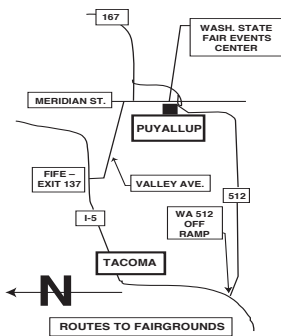 167
WASH. STATE
FAIR EVENTS
CENTER
MERIDIAN ST.
PUYALLUP
FIFE –
EXIT 137
VALLEY AVE.
512
I-5
WA 512
OFF
RAMP
TACOMA
N
ROUTES TO FAIRGROUNDS